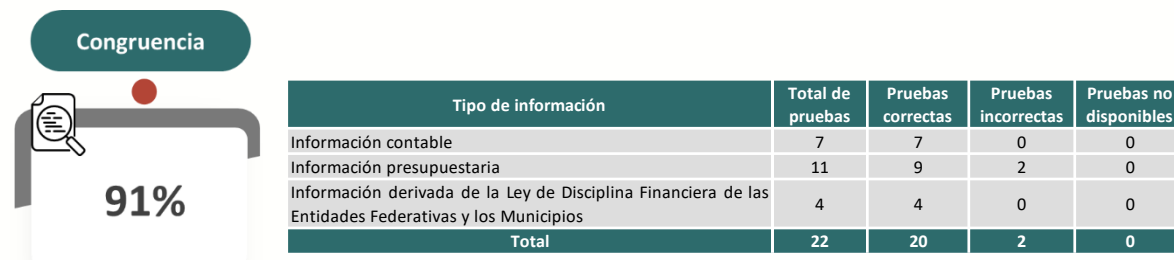 Congruencia
91%
Tipo de información Total de pruebas Pruebas correctas Pruebas incorrectas Pruebas no disponibles
Información contable 7 7 0 0
Información presupuestaria 11 9 2 0
Información derivada de la Ley de Disciplina Financiera de las
Entidades Federativas y los Municipios 4 4 0 0
Total 22 20 2 0